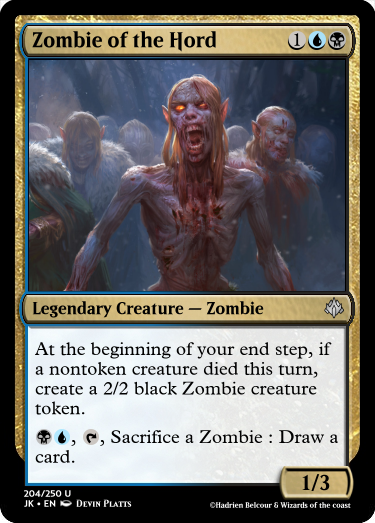 Zombie of the Hord 1
Legendary Creature — Zombie
At the beginning of your end step, if
a nontoken creature died this turn,
create a 2/2 black Zombie creature
token.
, , Sacrifice a Zombie : Draw a
card.
1/3
204/250 U
JK • EN Devin Platts
©Hadrien Belcour & Wizards of the coast